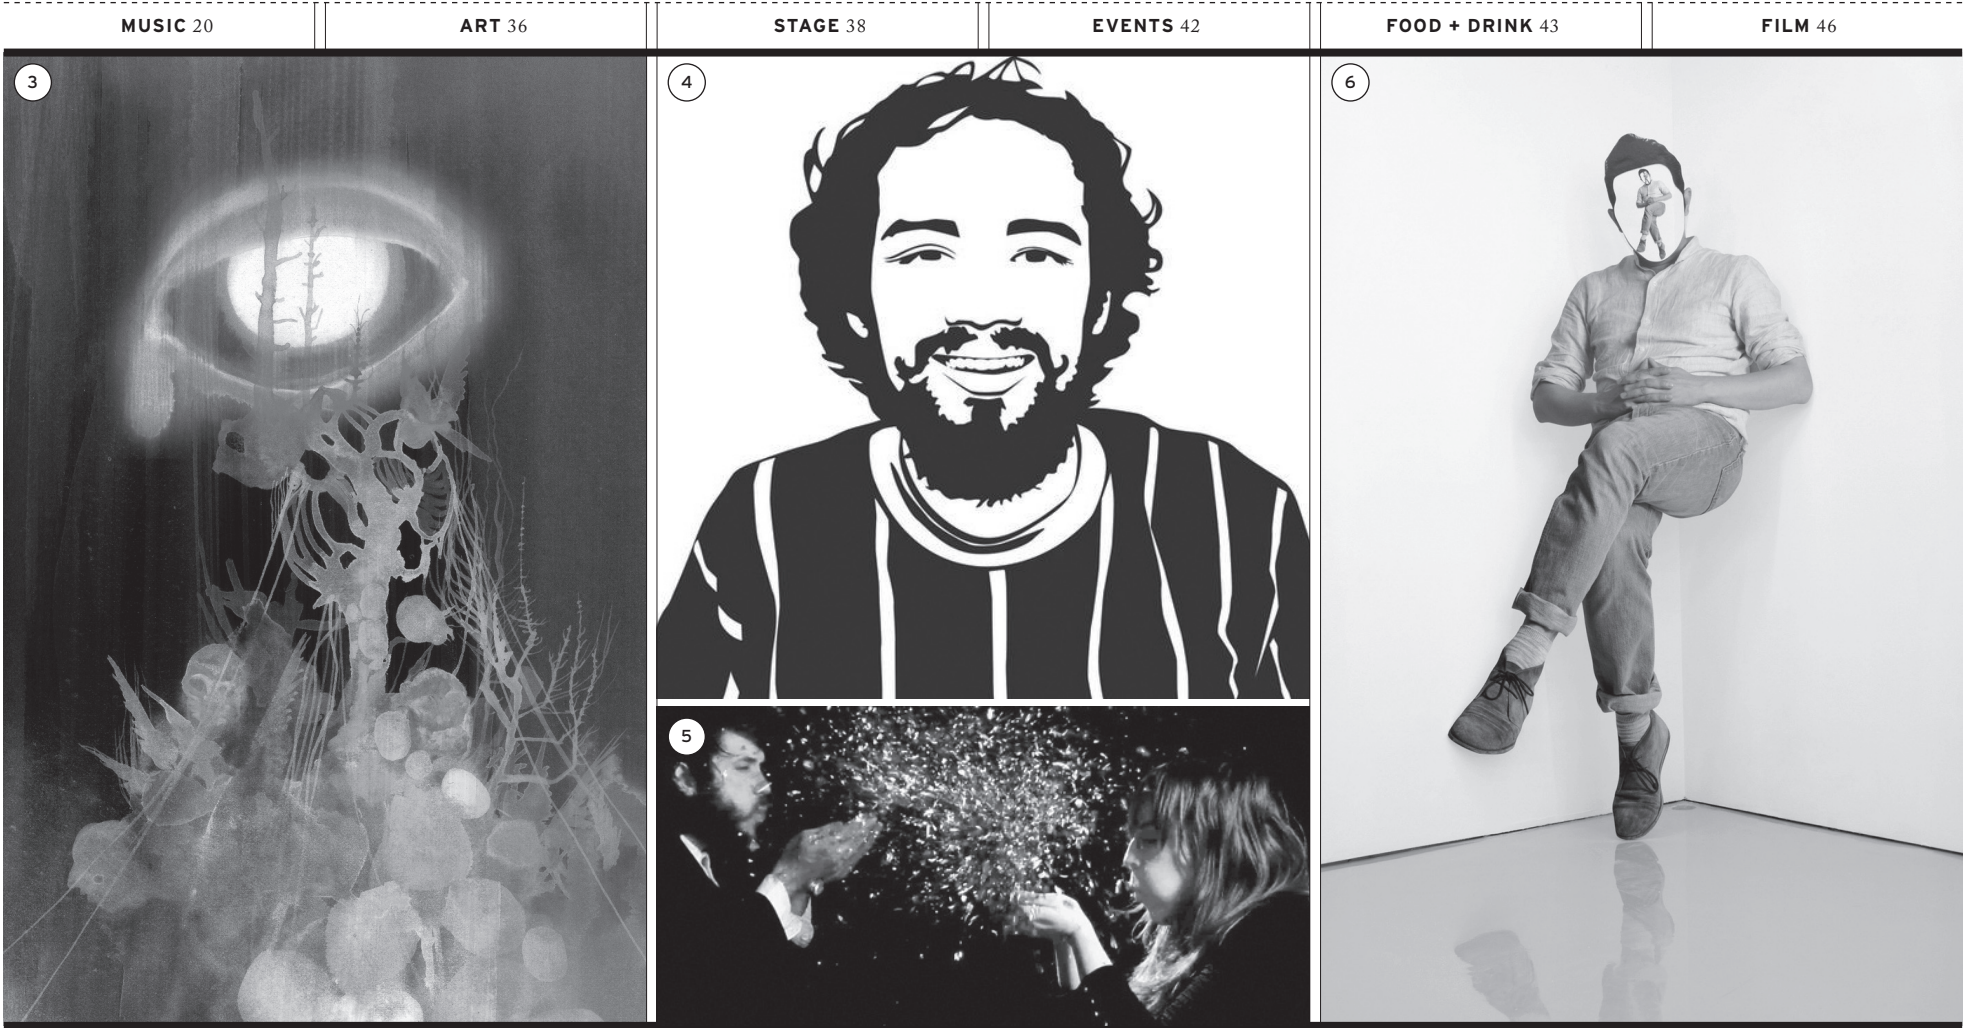 MUSIC 20
ART 36
STAGE 38
EVENTS 42
FOOD + DRINK 43
FILM 46
3
4
6
5